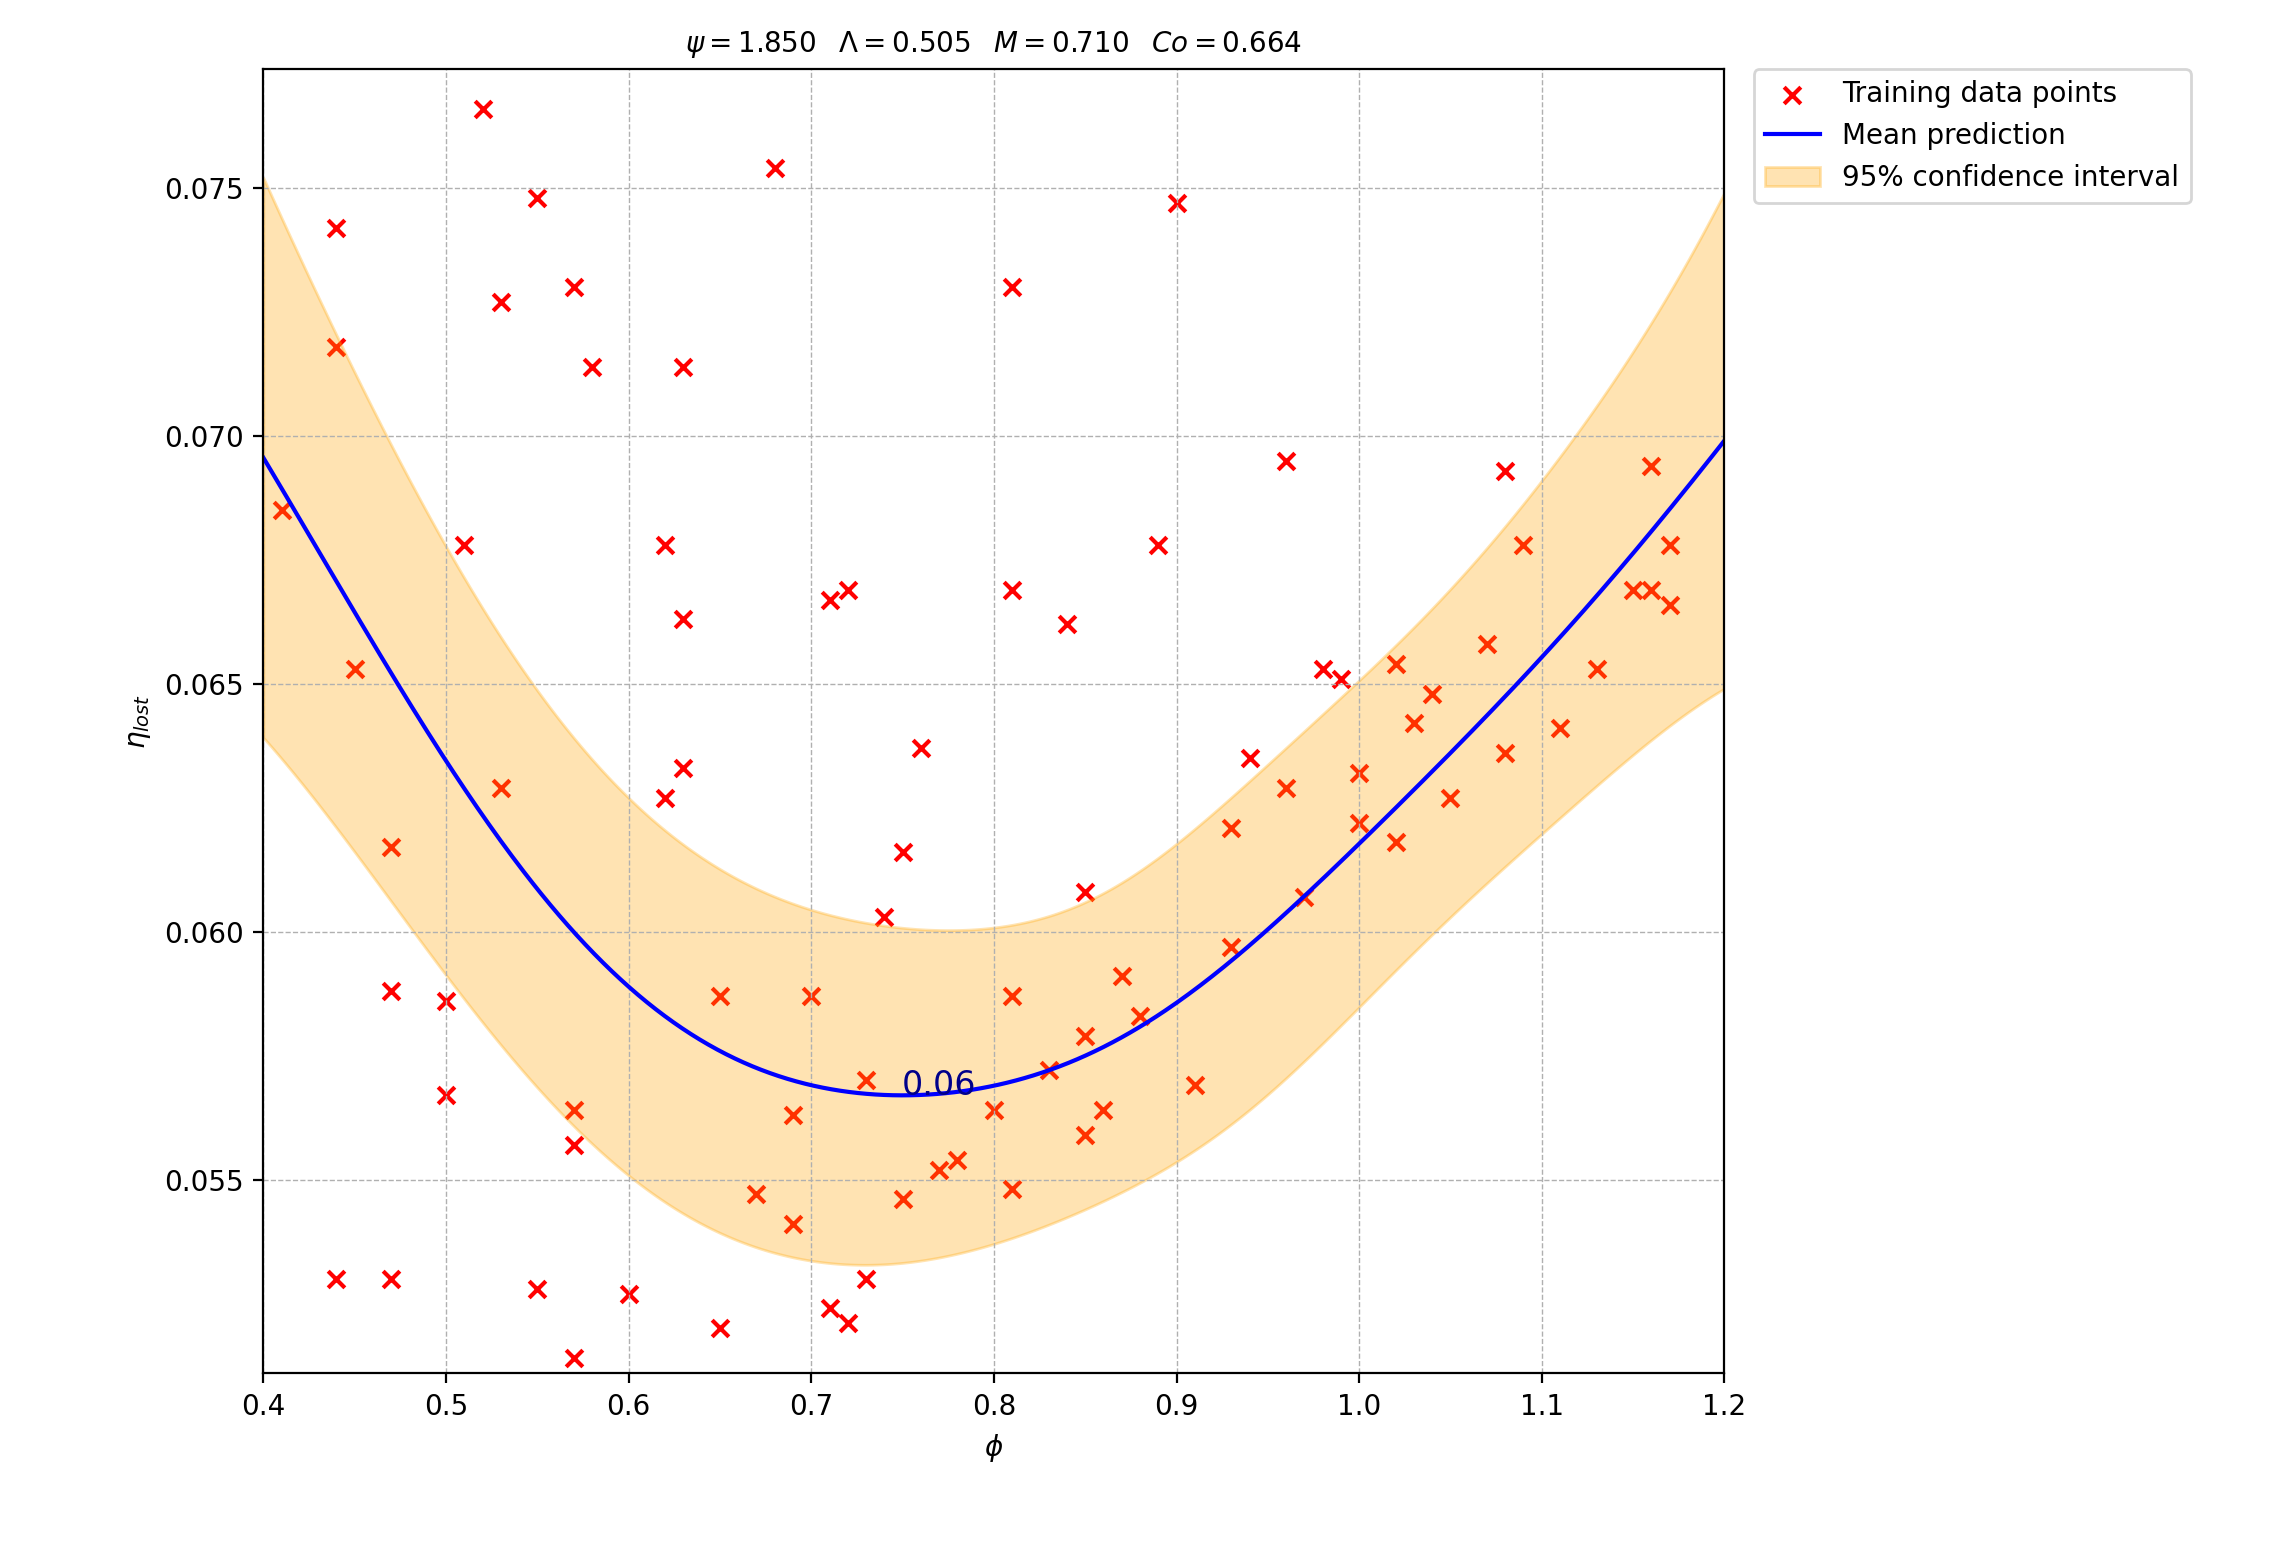 ψ = 1.850 Λ = 0.505 M = 0.710 Co = 0.664
Training data points
Mean prediction
95% confidence interval
0.075
0.070
0.065
0.060
0.055
η_lost
0.06
0.4 0.5 0.6 0.7 0.8 0.9 1.0 1.1 1.2
ϕ